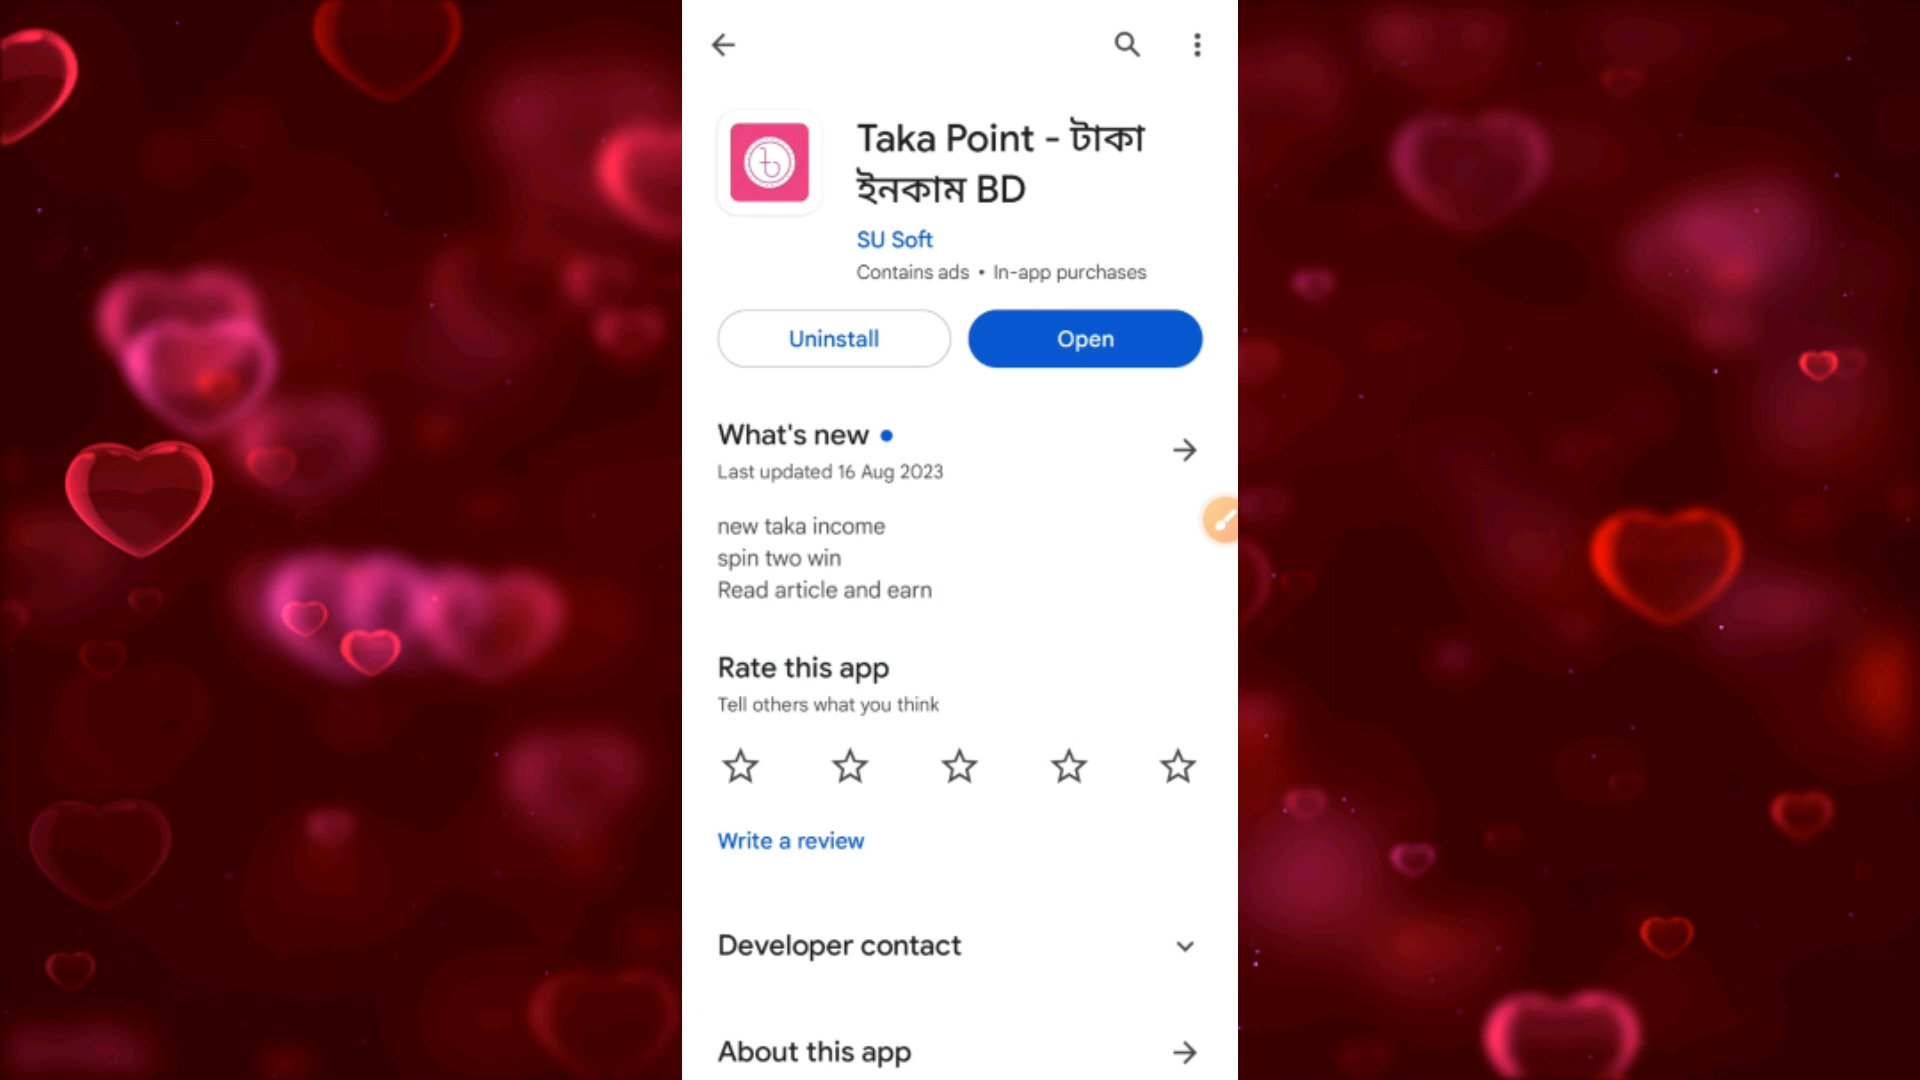 Taka Point - টাকা
ইনকাম BD
SU Soft
Contains ads • In-app purchases
Uninstall
Open
What's new
Last updated 16 Aug 2023
new taka income
spin two win
Read article and earn
Rate this app
Tell others what you think
Write a review
Developer contact
About this app